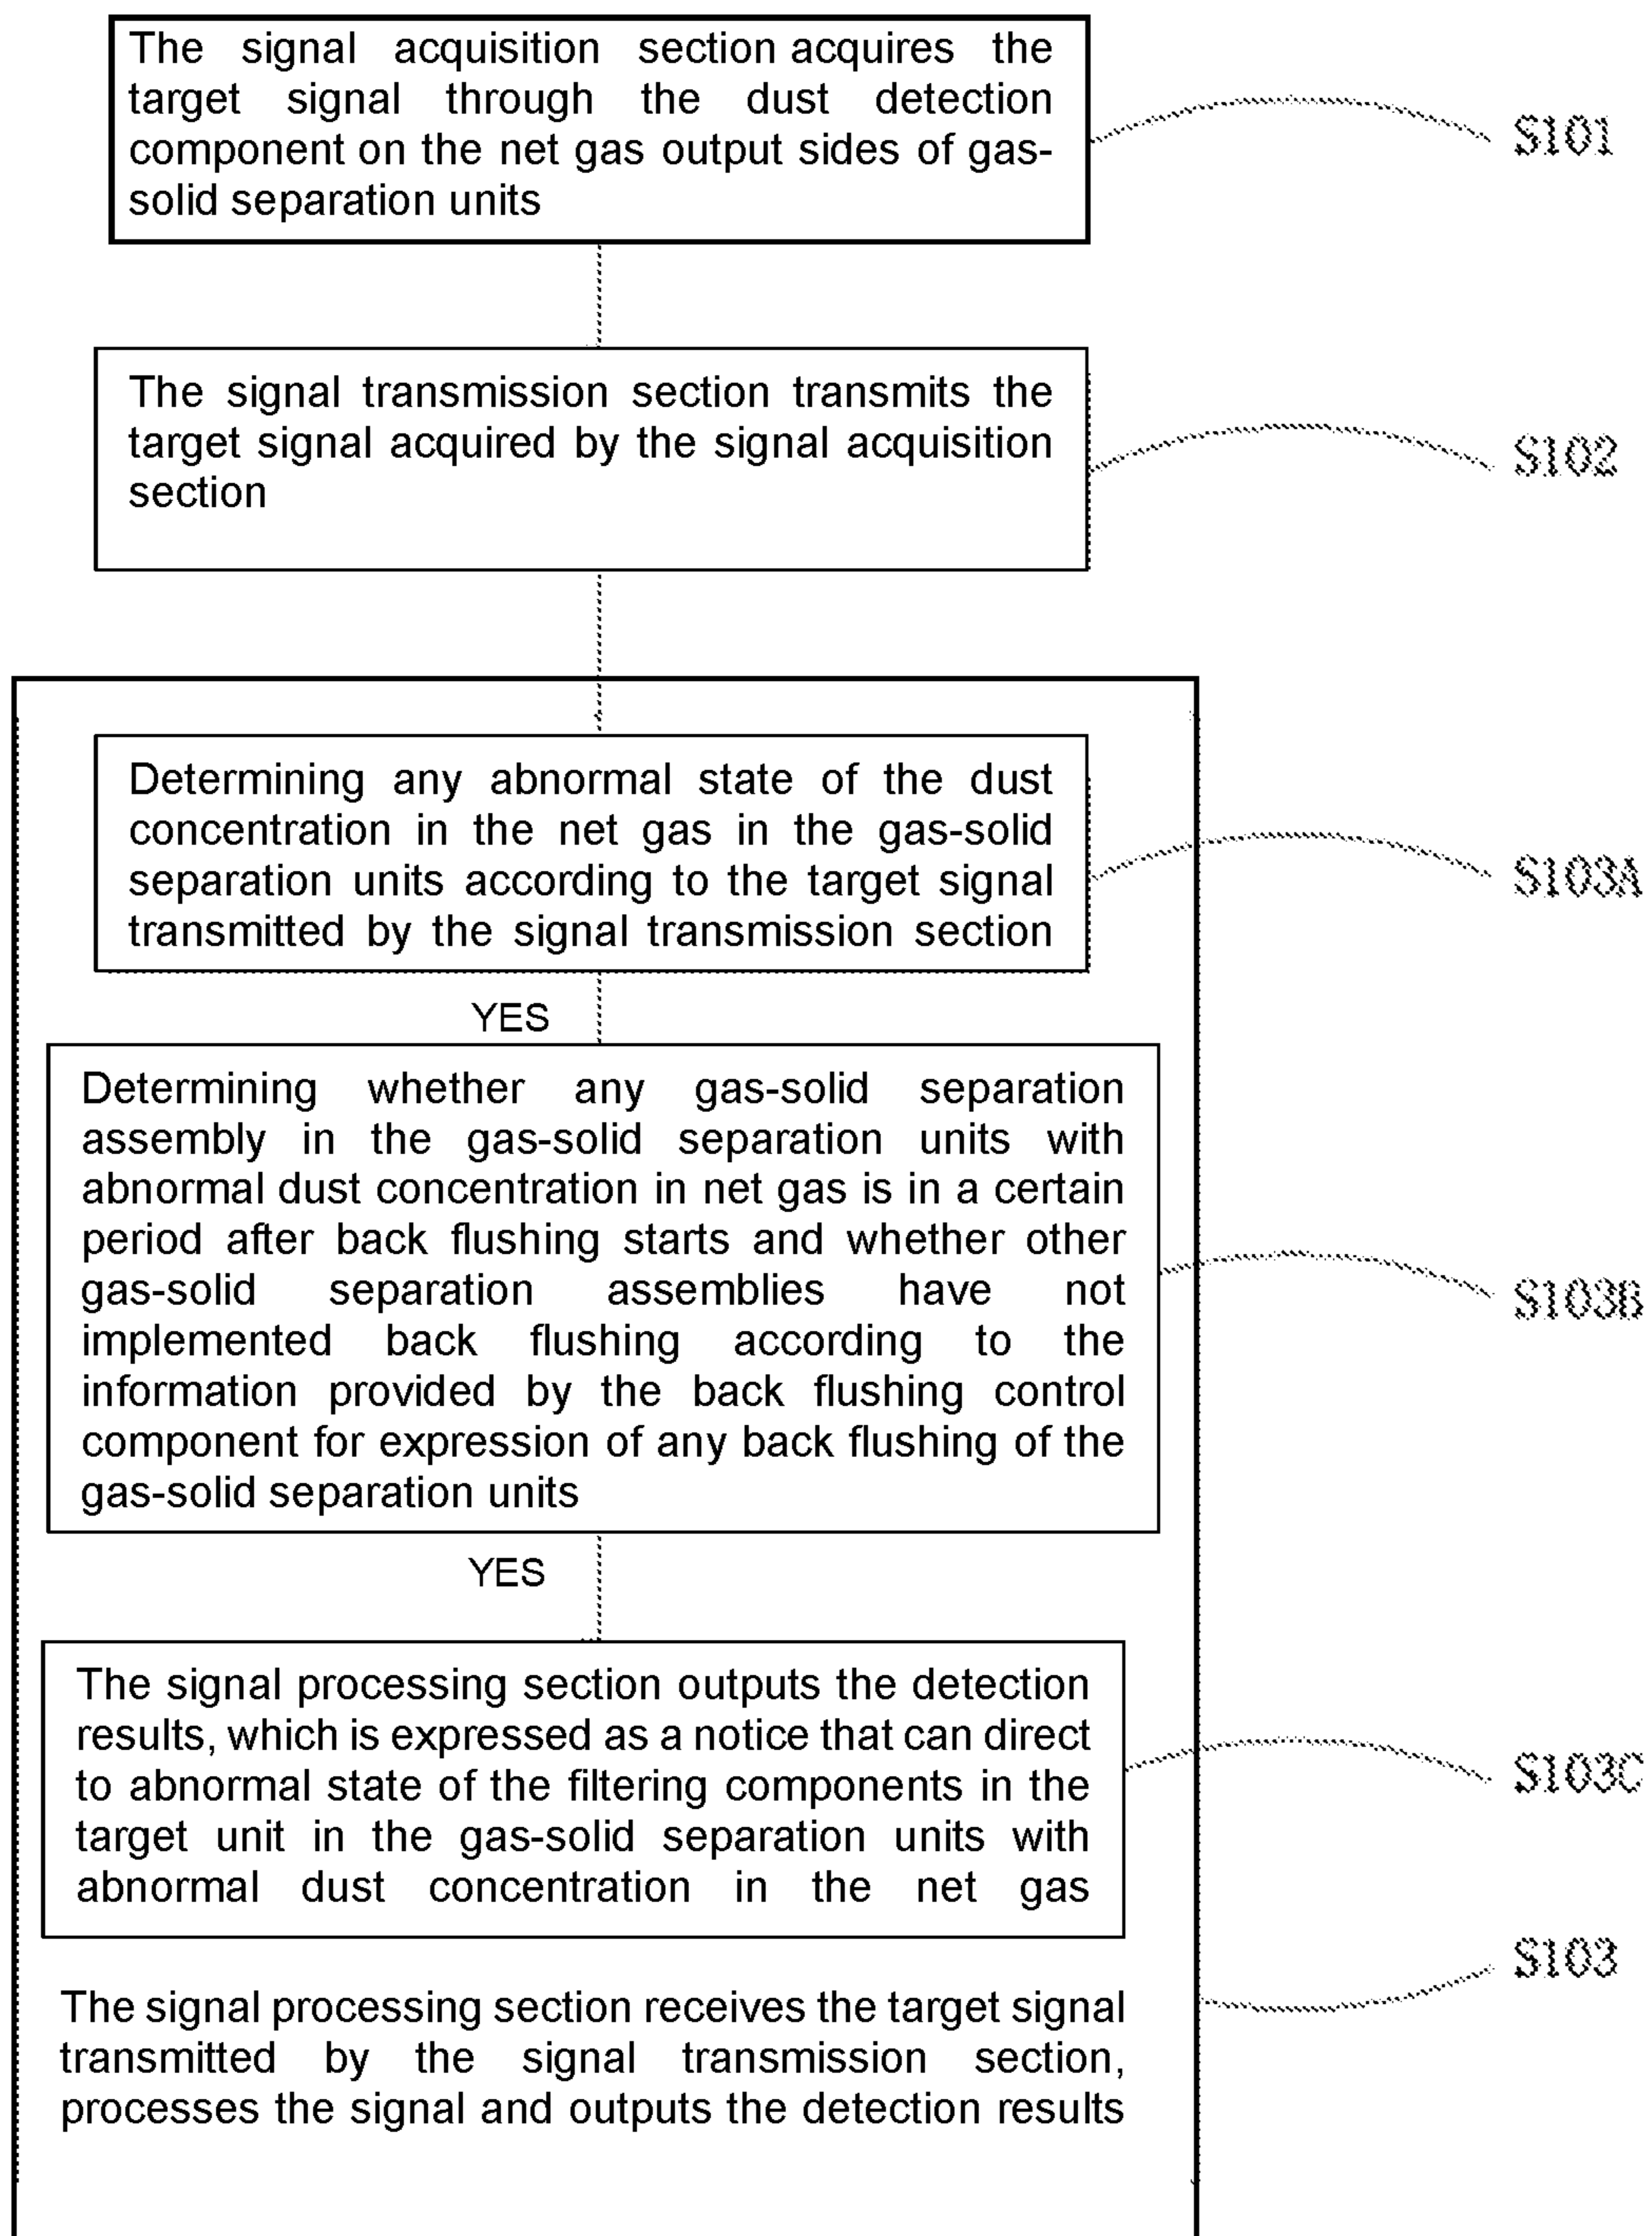 The signal acquisition section acquires the
target signal through the dust detection
component on the net gas output sides of gas-
solid separation units
S101
The signal transmission section transmits the
target signal acquired by the signal acquisition
section
S102
Determining any abnormal state of the dust
concentration in the net gas in the gas-solid
separation units according to the target signal
transmitted by the signal transmission section
S103A
YES
Determining whether any gas-solid separation
assembly in the gas-solid separation units with
abnormal dust concentration in net gas is in a certain
period after back flushing starts and whether other
gas-solid separation assemblies have not
implemented back flushing according to the
information provided by the back flushing control
component for expression of any back flushing of the
gas-solid separation units
S103B
YES
The signal processing section outputs the detection
results, which is expressed as a notice that can direct
to abnormal state of the filtering components in the
target unit in the gas-solid separation units with
abnormal dust concentration in the net gas
S103C
The signal processing section receives the target signal
transmitted by the signal transmission section,
processes the signal and outputs the detection results
S103